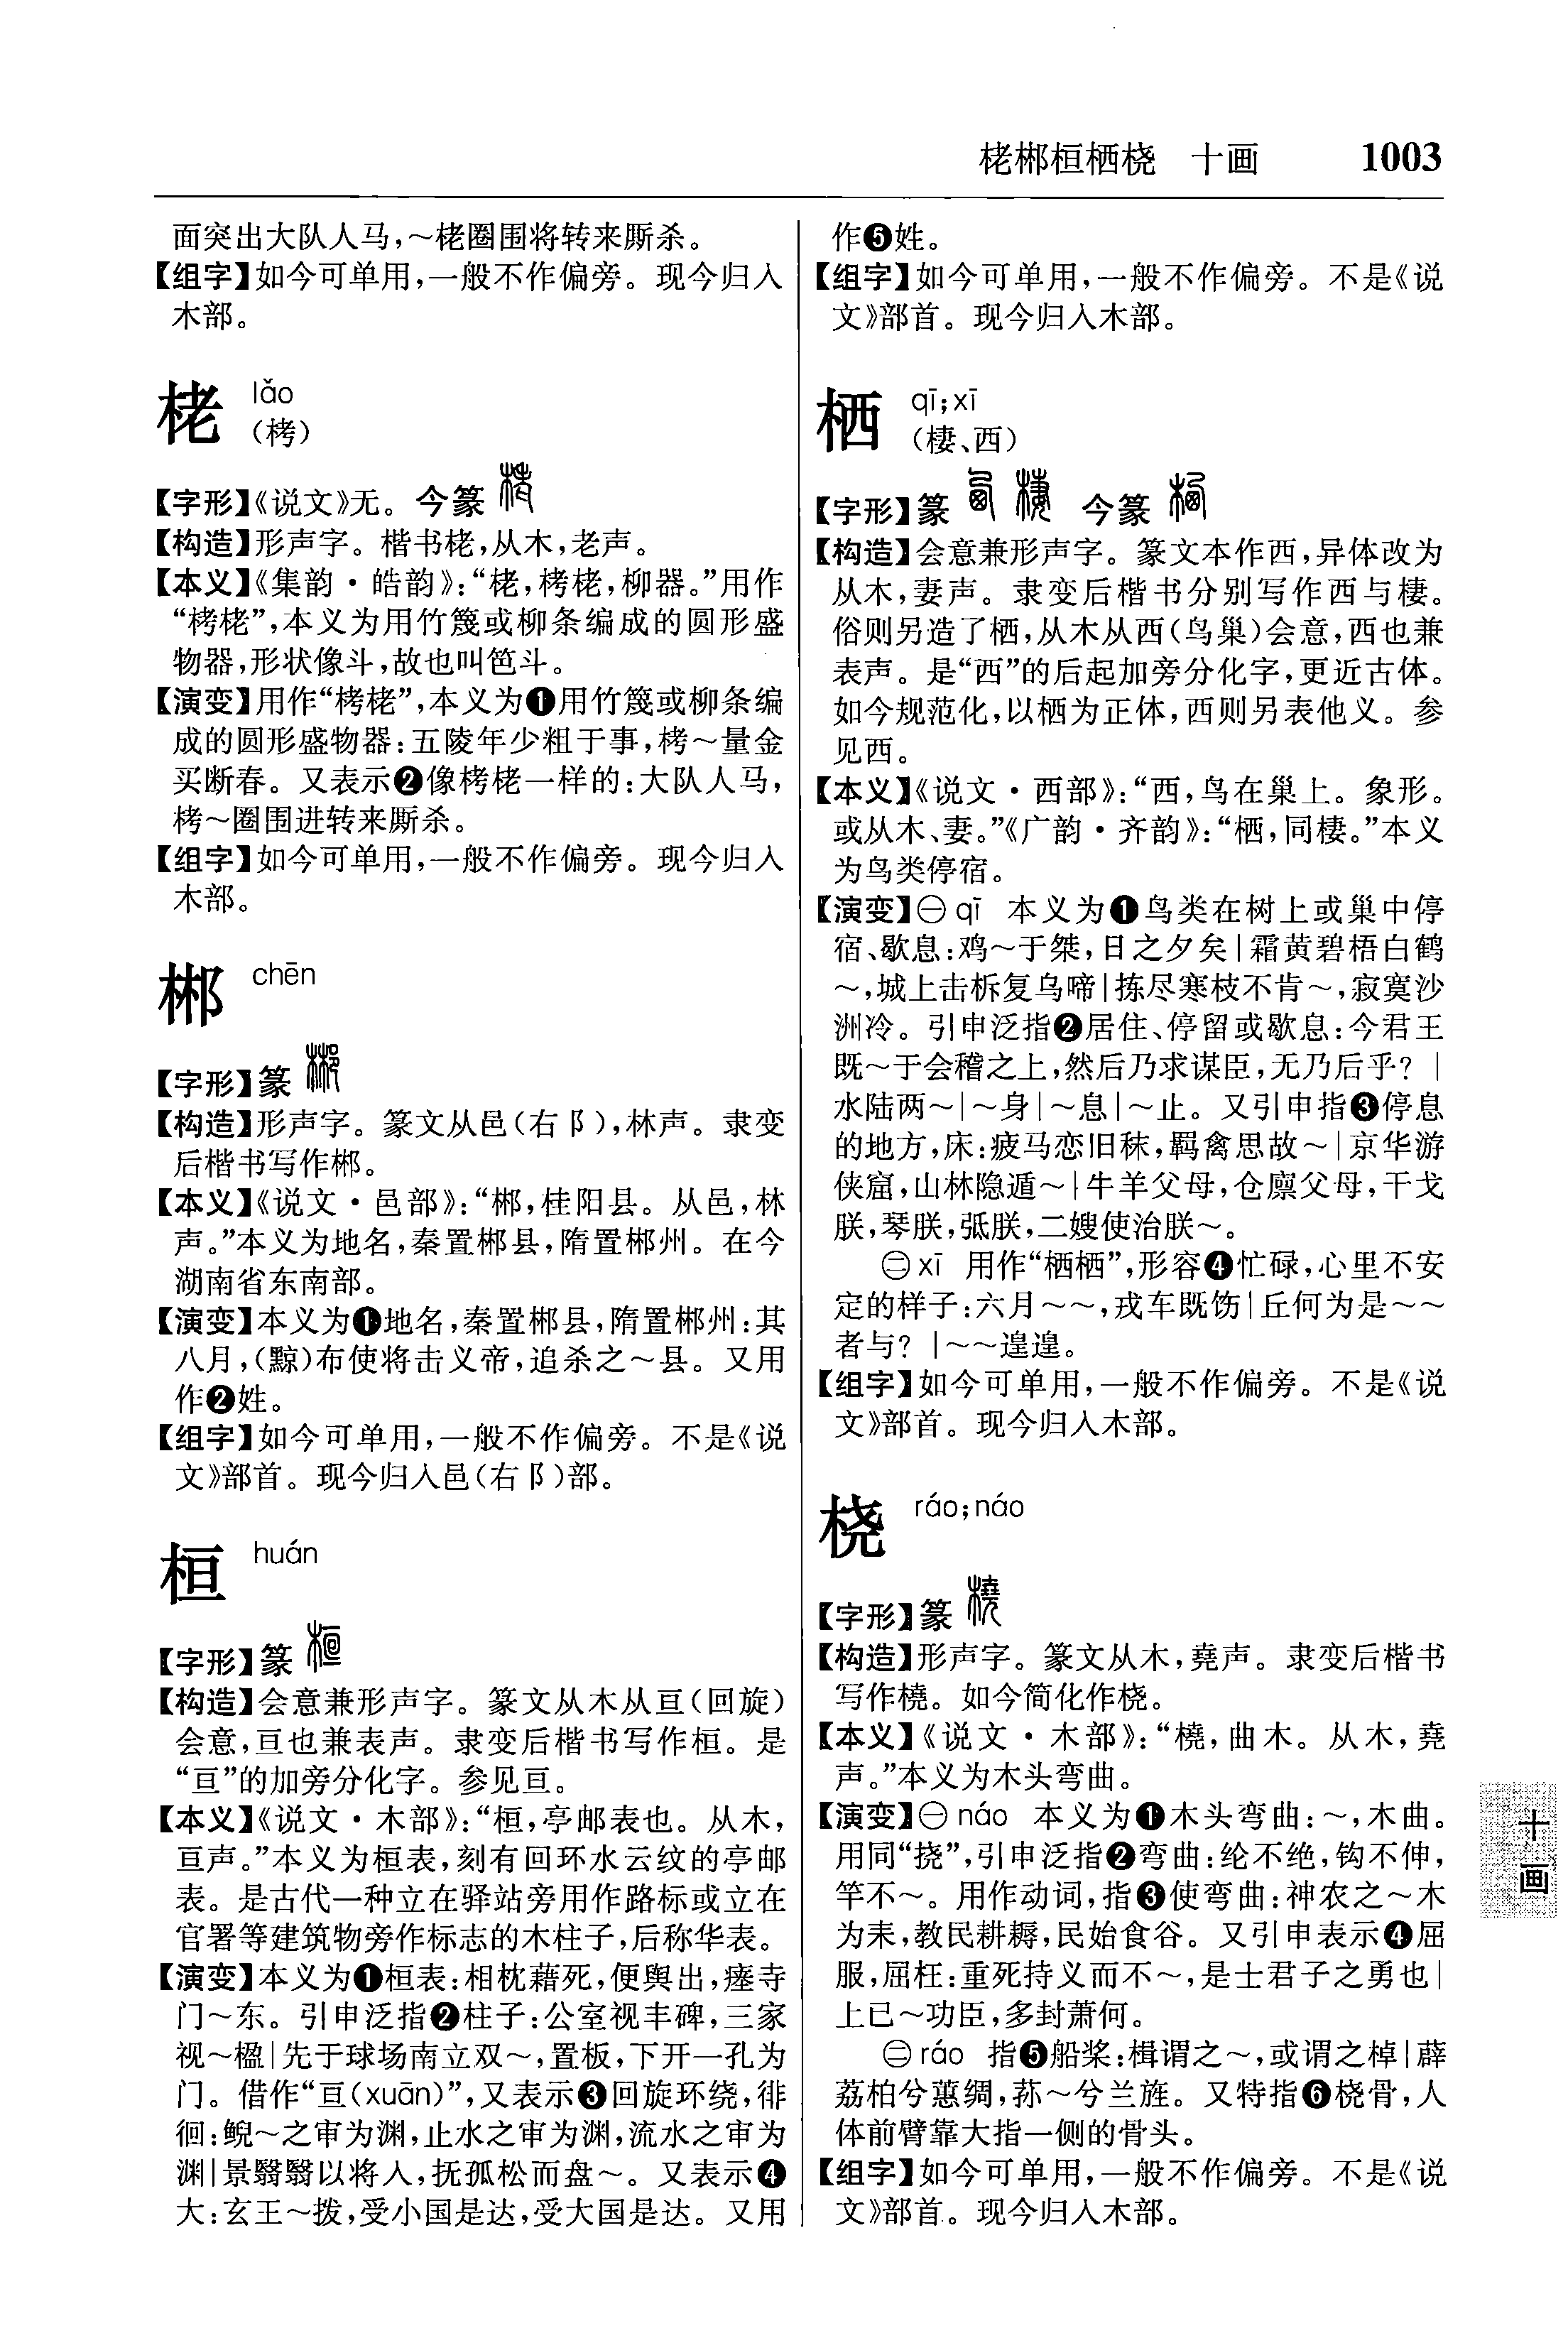 栳郴桓栖桡　十画　1003
面突出大队人马,～栳圈围将转来厮杀。
【组字】如今可单用,一般不作偏旁。现今归入
木部。
栳 lǎo
(栲)
【字形】《说文》无。今篆
【构造】形声字。楷书栳,从木,老声。
【本义】《集韵·皓韵》:“栳,栲栳,柳器。”用作
“栲栳”,本义为用竹篾或柳条编成的圆形盛
物器,形状像斗,故也叫笆斗。
【演变】用作“栲栳”,本义为❶用竹篾或柳条编
成的圆形盛物器:五陵年少粗于事,栲～量金
买断春。又表示❷像栲栳一样的:大队人马,
栲～圈围进转来厮杀。
【组字】如今可单用,一般不作偏旁。现今归入
木部。
郴 chēn
【字形】篆
【构造】形声字。篆文从邑(右阝),林声。隶变
后楷书写作郴。
【本义】《说文·邑部》:“郴,桂阳县。从邑,林
声。”本义为地名,秦置郴县,隋置郴州。在今
湖南省东南部。
【演变】本义为❶地名,秦置郴县,隋置郴州:其
八月,(黥)布使将击义帝,追杀之～县。又用
作❷姓。
【组字】如今可单用,一般不作偏旁。不是《说
文》部首。现今归入邑(右阝)部。
桓 huán
【字形】篆
【构造】会意兼形声字。篆文从木从亘(回旋)
会意,亘也兼表声。隶变后楷书写作桓。是
“亘”的加旁分化字。参见亘。
【本义】《说文·木部》:“桓,亭邮表也。从木,
亘声。”本义为桓表,刻有回环水云纹的亭邮
表。是古代一种立在驿站旁用作路标或立在
官署等建筑物旁作标志的木柱子,后称华表。
【演变】本义为❶桓表:相枕藉死,便舆出,瘗寺
门～东。引申泛指❷柱子:公室视丰碑,三家
视～楹|先于球场南立双～,置板,下开一孔为
门。借作“亘(xuān)”,又表示❸回旋环绕,徘
徊:鲵～之审为渊,止水之审为渊,流水之审为
渊|景翳翳以将入,抚孤松而盘～。又表示❹
大:玄王～拨,受小国是达,受大国是达。又用
作❺姓。
【组字】如今可单用,一般不作偏旁。不是《说
文》部首。现今归入木部。
栖 qī;xī
(棲、西)
【字形】篆 今篆
【构造】会意兼形声字。篆文本作西,异体改为
从木,妻声。隶变后楷书分别写作西与棲。
俗则另造了栖,从木从西(鸟巢)会意,西也兼
表声。是“西”的后起加旁分化字,更近古体。
如今规范化,以栖为正体,西则另表他义。参
见西。
【本义】《说文·西部》:“西,鸟在巢上。象形。
或从木、妻。”《广韵·齐韵》:“栖,同棲。”本义
为鸟类停宿。
【演变】㊀qī 本义为❶鸟类在树上或巢中停
宿、歇息:鸡～于桀,日之夕矣|霜黄碧梧白鹤
～,城上击柝复乌啼|拣尽寒枝不肯～,寂寞沙
洲冷。引申泛指❷居住、停留或歇息:今君王
既～于会稽之上,然后乃求谋臣,无乃后乎?|
水陆两～|～身|～息|～止。又引申指❸停息
的地方,床:疲马恋旧秣,羁禽思故～|京华游
侠窟,山林隐遁～|牛羊父母,仓廪父母,干戈
朕,琴朕,弤朕,二嫂使治朕～。
㊁xī 用作“栖栖”,形容❹忙碌,心里不安
定的样子:六月～～,戎车既饬|丘何为是～～
者与?|～～遑遑。
【组字】如今可单用,一般不作偏旁。不是《说
文》部首。现今归入木部。
桡 ráo;náo
【字形】篆
【构造】形声字。篆文从木,堯声。隶变后楷书
写作橈。如今简化作桡。
【本义】《说文·木部》:“橈,曲木。从木,堯
声。”本义为木头弯曲。
【演变】㊀náo 本义为❶木头弯曲:～,木曲。
用同“挠”,引申泛指❷弯曲:纶不绝,钩不伸,
竿不～。用作动词,指❸使弯曲:神农之～木
为耒,教民耕耨,民始食谷。又引申表示❹屈
服,屈枉:重死持义而不～,是士君子之勇也|
上已～功臣,多封萧何。
㊁ráo 指❺船桨:楫谓之～,或谓之棹|薜
荔柏兮蕙绸,荪～兮兰旌。又特指❻桡骨,人
体前臂靠大指一侧的骨头。
【组字】如今可单用,一般不作偏旁。不是《说
文》部首。现今归入木部。
十画